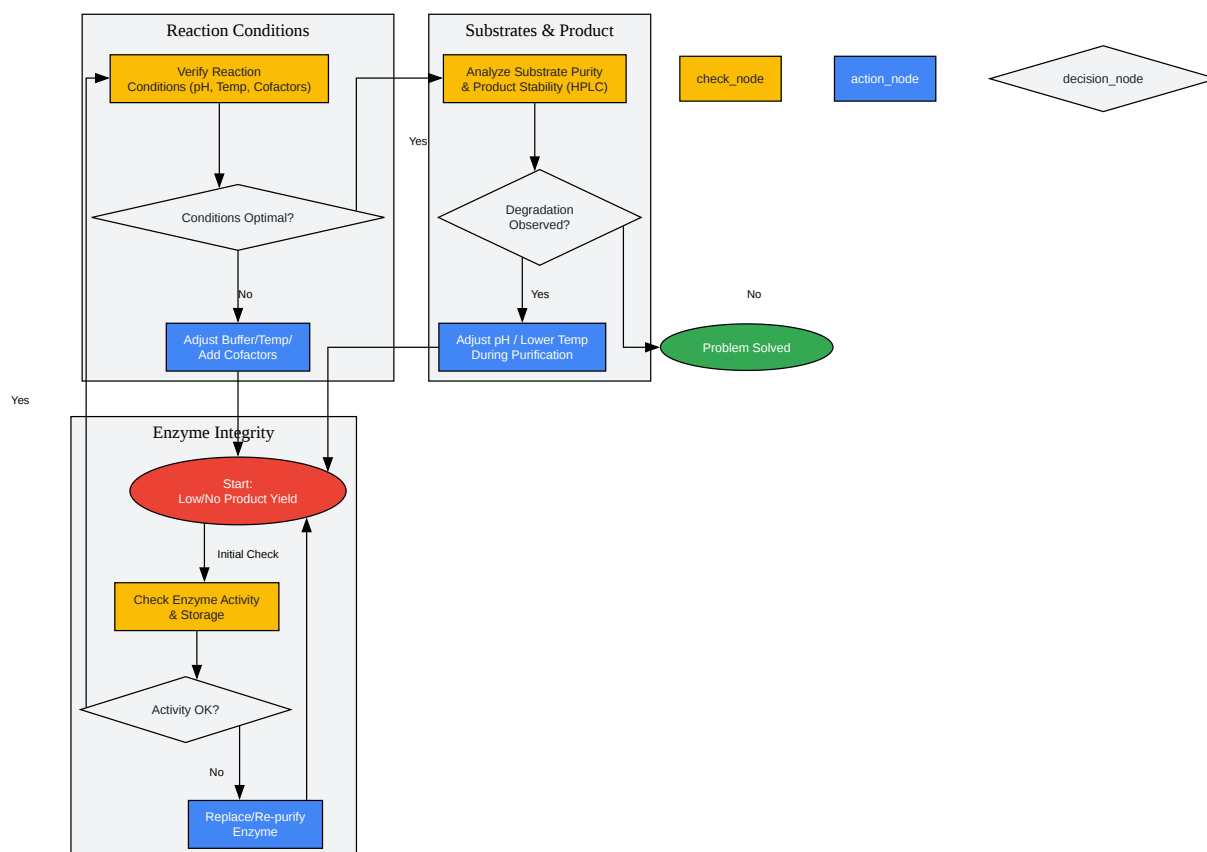 Reaction Conditions
Verify Reaction
Conditions (pH, Temp, Cofactors)
Conditions Optimal?
No
Adjust Buffer/Temp/
Add Cofactors
Yes
Substrates & Product
Analyze Substrate Purity
& Product Stability (HPLC)
Degradation
Observed?
Yes
Adjust pH / Lower Temp
During Purification
No
Problem Solved
check_node
action_node
decision_node
Yes
Enzyme Integrity
Start:
Low/No Product Yield
Initial Check
Check Enzyme Activity
& Storage
Activity OK?
No
Replace/Re-purify
Enzyme